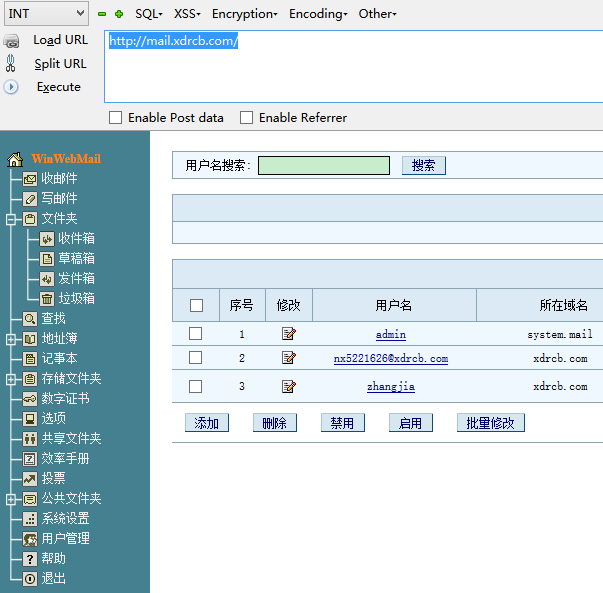 INT SQL▾ XSS▾ Encryption▾ Encoding▾ Other▾
Load URL
http://mail.xdrcb.com/
Split URL
Execute
Enable Post data Enable Referrer
WinWebMail
收邮件
写邮件
文件夹
收件箱
草稿箱
发件箱
垃圾箱
查找
地址簿
记事本
存储文件夹
数字证书
选项
共享文件夹
效率手册
投票
公共文件夹
系统设置
用户管理
帮助
退出
用户名搜索: 搜索
序号 修改 用户名 所在域名
1 admin system.mail
2 nx5221626@xdrcb.com xdrcb.com
3 zhangjia xdrcb.com
添加 删除 禁用 启用 批量修改